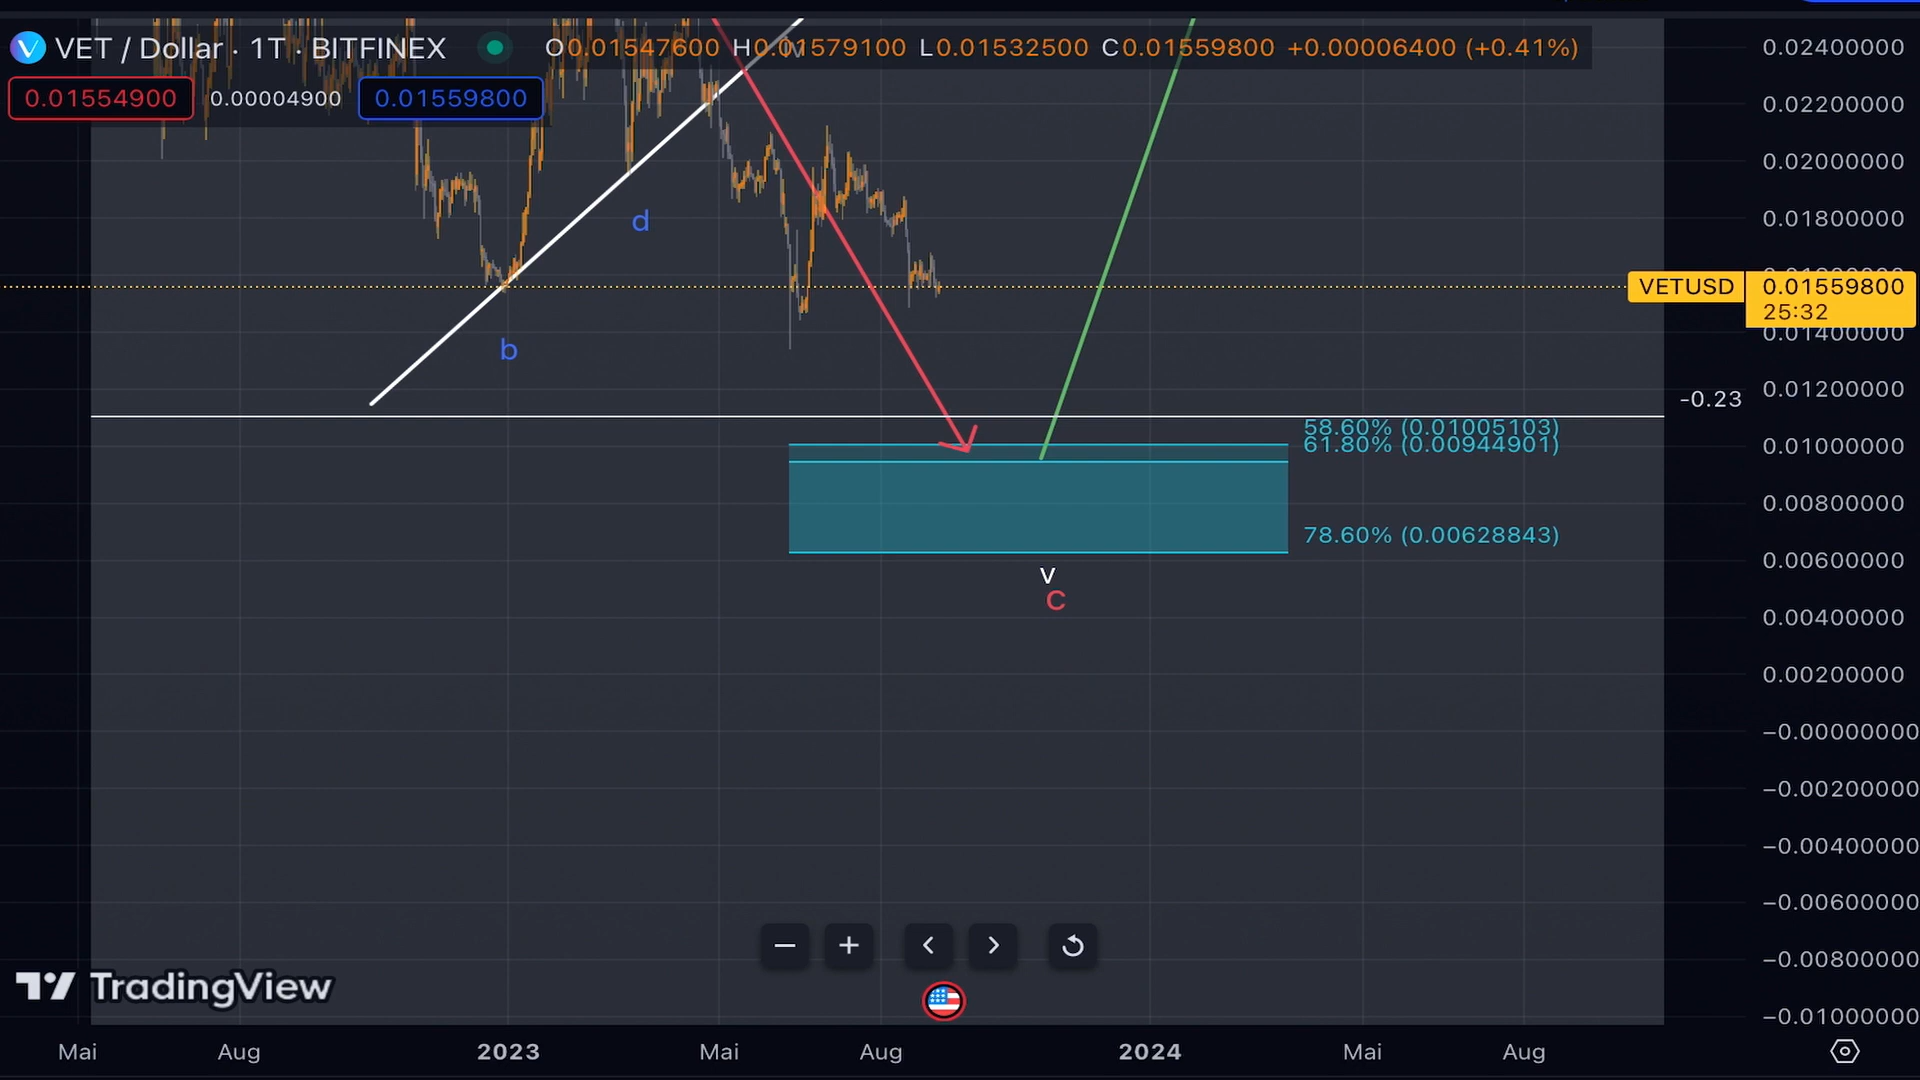 VET / Dollar · 1T · BITFINEX
O0.01547600 H0.01579100 L0.01532500 C0.01559800 +0.00006400 (+0.41%)
0.01554900 0.00004900 0.01559800
0.02400000
0.02200000
0.02000000
0.01800000
VETUSD 0.01559800
25:32
0.01400000
0.01200000
0.01000000
0.00800000
0.00600000
0.00400000
0.00200000
−0.00000000
−0.00200000
−0.00400000
−0.00600000
−0.00800000
−0.01000000
d
b
-0.23
58.60% (0.01005103)
61.80% (0.00944901)
78.60% (0.00628843)
v
C
TradingView
Mai Aug 2023 Mai Aug 2024 Mai Aug